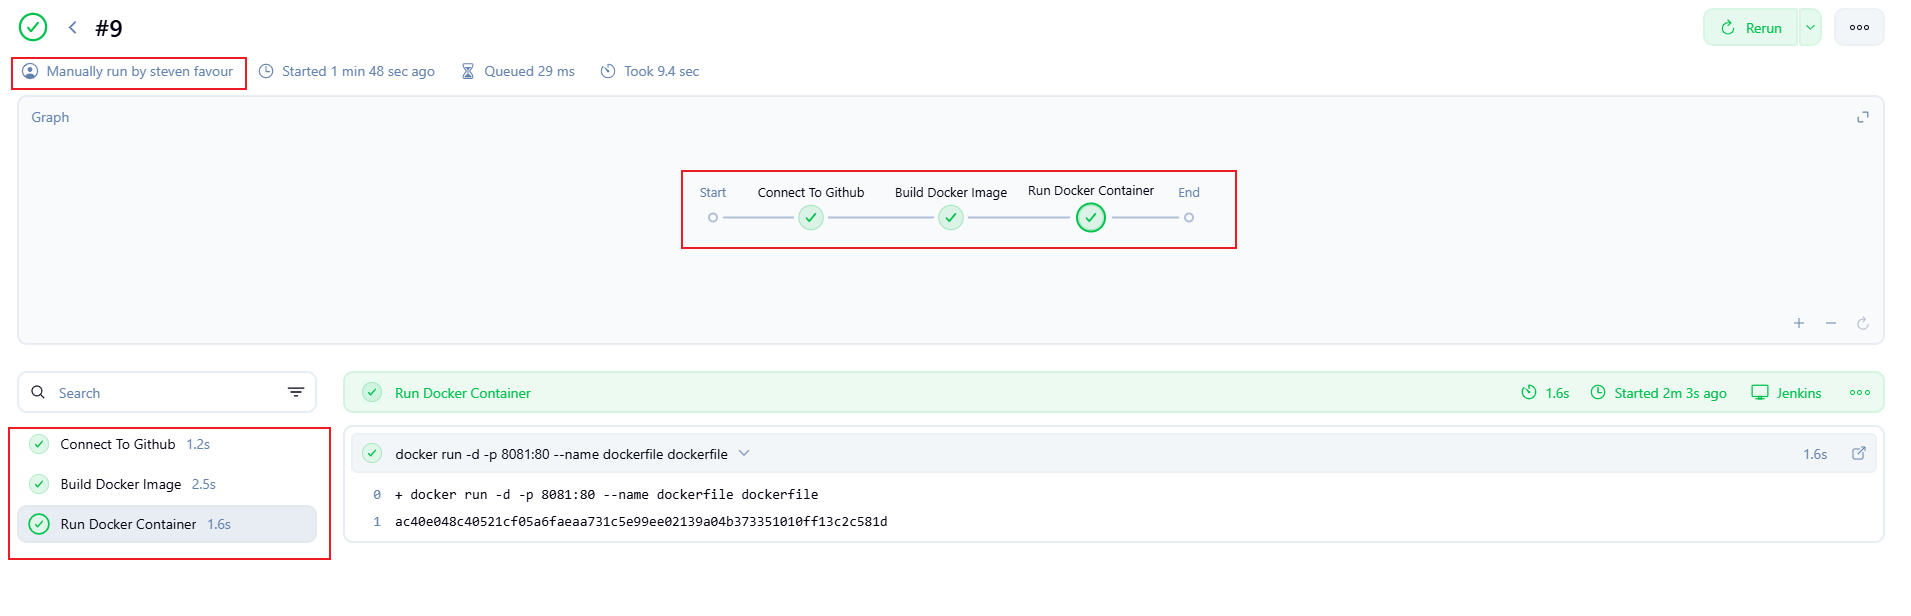 #9
Rerun
Manually run by steven favour Started 1 min 48 sec ago Queued 29 ms Took 9.4 sec
Graph
Start Connect To Github Build Docker Image Run Docker Container End
Search
Run Docker Container 1.6s Started 2m 3s ago Jenkins
Connect To Github 1.2s
Build Docker Image 2.5s
Run Docker Container 1.6s
docker run -d -p 8081:80 --name dockerfile dockerfile 1.6s
0 + docker run -d -p 8081:80 --name dockerfile dockerfile
1 ac40e048c40521cf05a6faeaa731c5e99ee02139a04b373351010ff13c2c581d